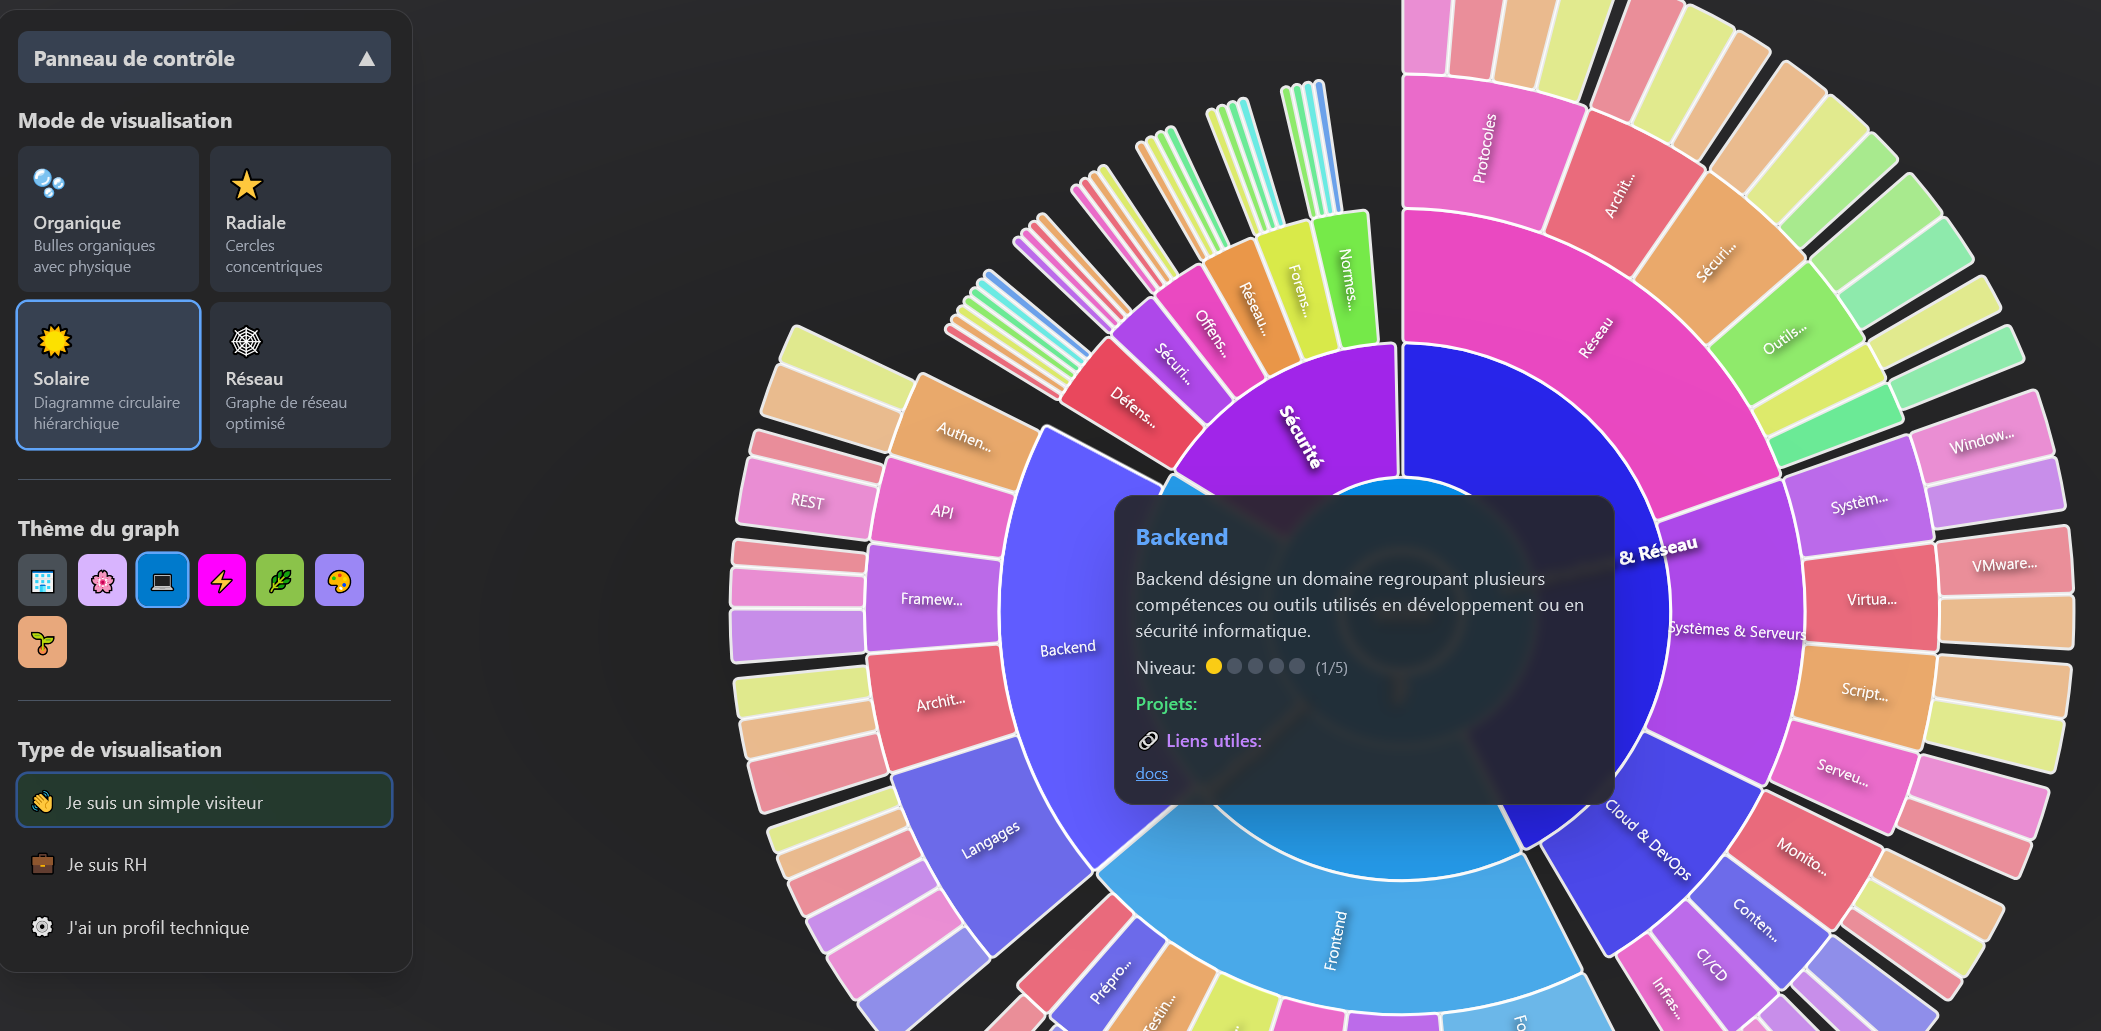 Panneau de contrôle ▲
Mode de visualisation
Organique
Bulles organiques
avec physique
Radiale
Cercles
concentriques
Solaire
Diagramme circulaire
hiérarchique
Réseau
Graphe de réseau
optimisé
Thème du graph
Type de visualisation
Je suis un simple visiteur
Je suis RH
J'ai un profil technique
Protocoles
Archit...
Sécuri...
Outils...
Réseau
Window...
Systèm...
VMware...
Virtua...
Script...
Serveu...
& Réseau
Systèmes & Serveurs
Cloud & DevOps
Monito...
Conten...
CI/CD
Infras...
Normes...
Forens...
Réseau...
Offens...
Sécuri...
Défens...
Sécurité
Authen...
API
REST
Framew...
Archit...
Langages
Backend
Frontend
Prépro...
Testin...
Fo
Backend
Backend désigne un domaine regroupant plusieurs
compétences ou outils utilisés en développement ou en
sécurité informatique.
Niveau: (1/5)
Projets:
Liens utiles:
docs